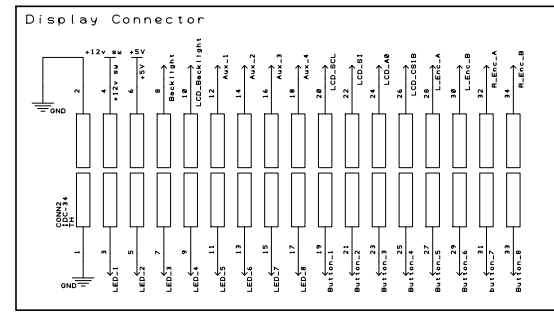 Display Connector
+12v sw
+5V
2
4
+12v sw
6
+5V
8
Backlight
10
LCD_Backlight
12
Aux_1
14
Aux_2
16
Aux_3
18
Aux_4
20
LCD_SCL
22
LCD_SI
24
LCD_A0
26
LCD_CS1B
28
L_Enc_A
30
L_Enc_B
32
R_Enc_A
34
R_Enc_B
GND
CONN2
IDC-34
TH
1
GND
3
LED_1
5
LED_2
7
LED_3
9
LED_4
11
LED_5
13
LED_6
15
LED_7
17
LED_8
19
Button_1
21
Button_2
23
Button_3
25
Button_4
27
Button_5
29
Button_6
31
button_7
33
Button_8